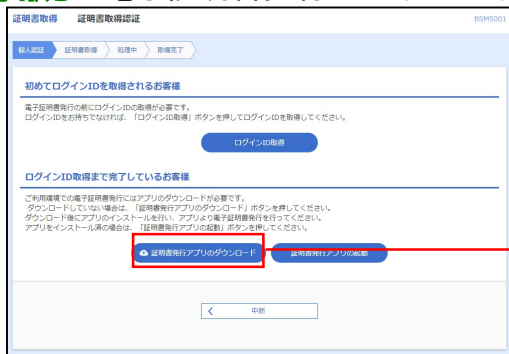 証明書取得 証明書取得認証 BSMS001
個人認証 証明書取得 処理中 取得完了
初めてログインIDを取得されるお客様
電子証明書発行の前にログインIDの取得が必要です。
ログインIDをお持ちでなければ、「ログインID取得」ボタンを押してログインIDを取得してください。
ログインID取得
ログインID取得まで完了しているお客様
ご利用環境での電子証明書発行にはアプリのダウンロードが必要です。
ダウンロードしていない場合は、「証明書発行アプリのダウンロード」ボタンを押してください。
ダウンロード後にアプリのインストールを行い、アプリより電子証明書発行を行ってください。
アプリをインストール済の場合は、「証明書発行アプリの起動」ボタンを押してください。
証明書発行アプリのダウンロード 証明書発行アプリの起動
中断